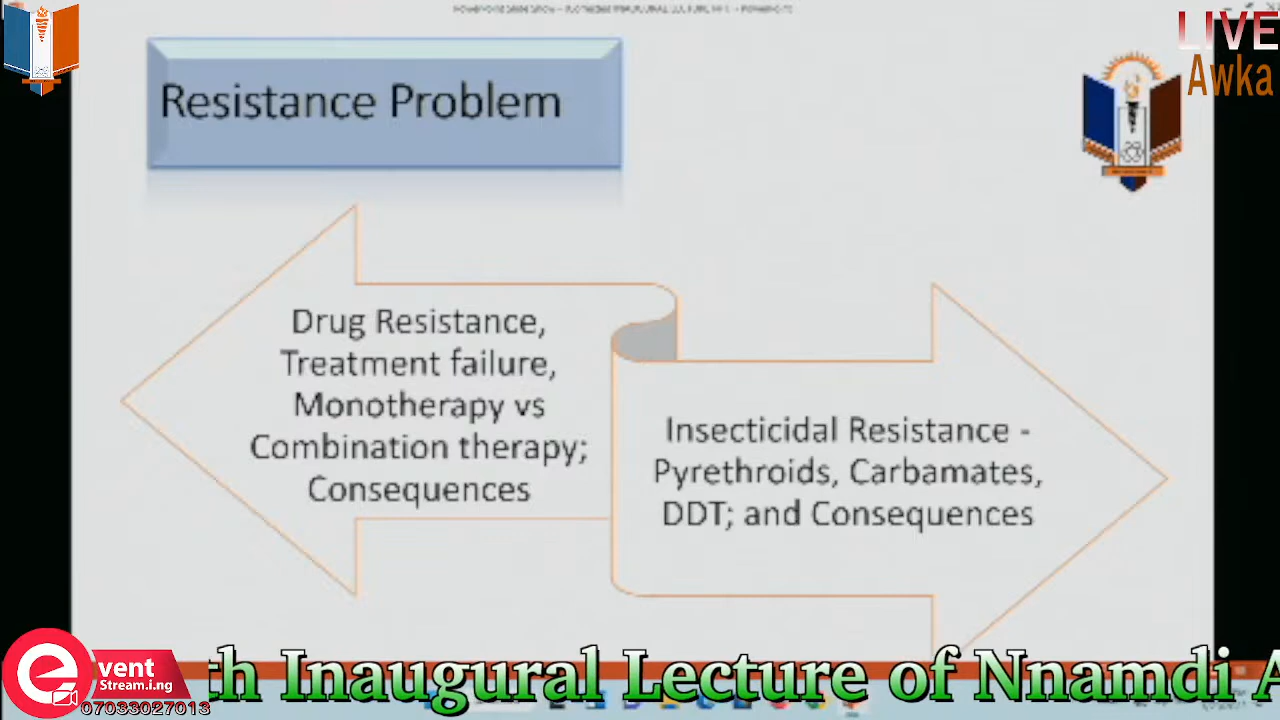 LIVE
Awka
Resistance Problem
Drug Resistance,
Treatment failure,
Monotherapy vs
Combination therapy;
Consequences
Insecticidal Resistance -
Pyrethroids, Carbamates,
DDT; and Consequences
event
Stream.i.ng
07033027013
th Inaugural Lecture of Nnamdi A